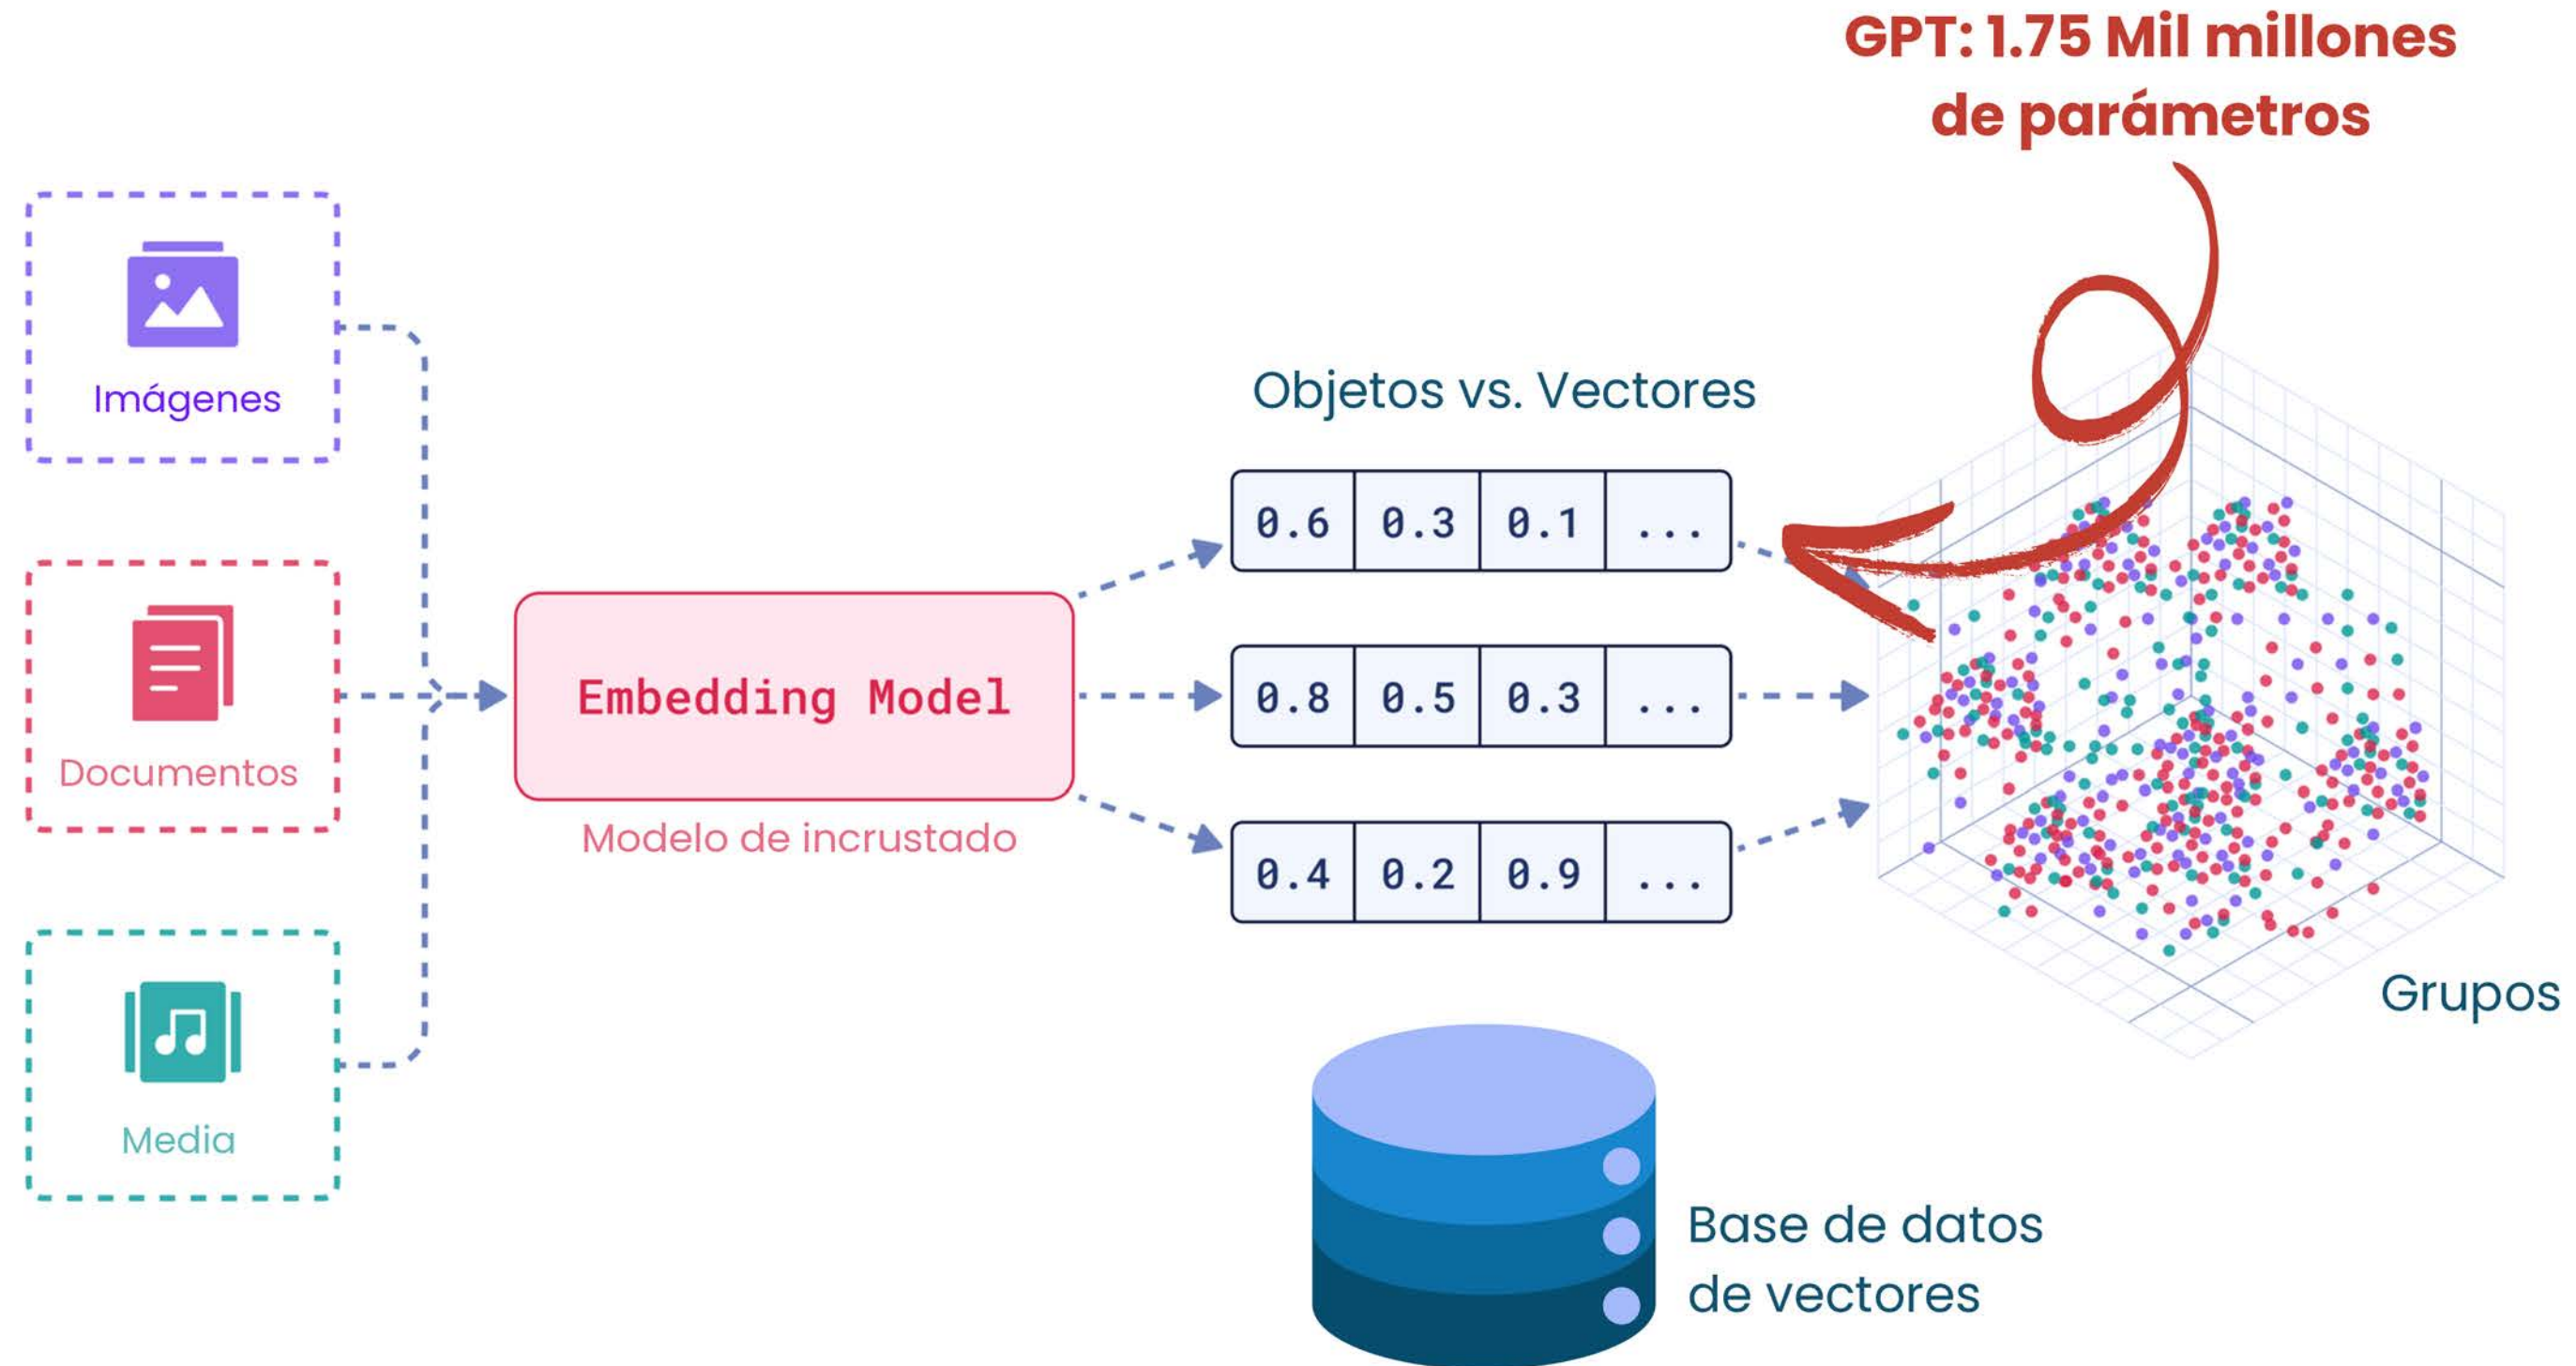 GPT: 1.75 Mil millones
de parámetros
Imágenes
Documentos
Media
Embedding Model
Modelo de incrustado
Objetos vs. Vectores
0.6 0.3 0.1 ...
0.8 0.5 0.3 ...
0.4 0.2 0.9 ...
Grupos
Base de datos
de vectores